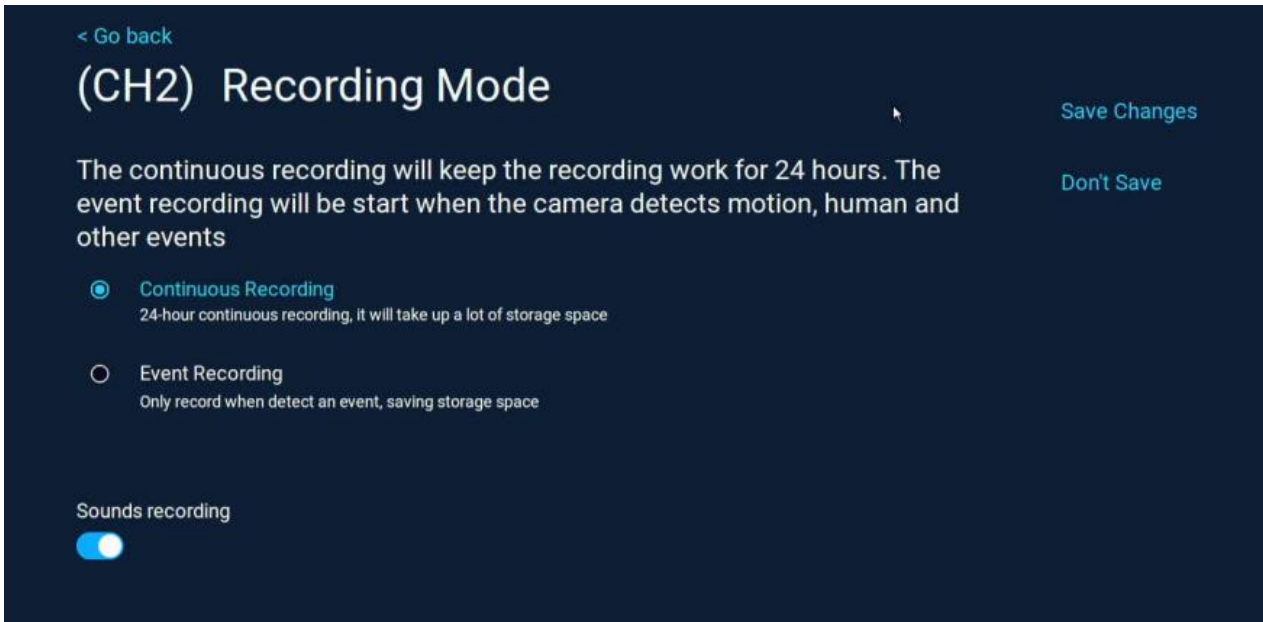 < Go back
(CH2) Recording Mode
Save Changes
The continuous recording will keep the recording work for 24 hours. The
event recording will be start when the camera detects motion, human and
other events
Don't Save
Continuous Recording
24-hour continuous recording, it will take up a lot of storage space
Event Recording
Only record when detect an event, saving storage space
Sounds recording